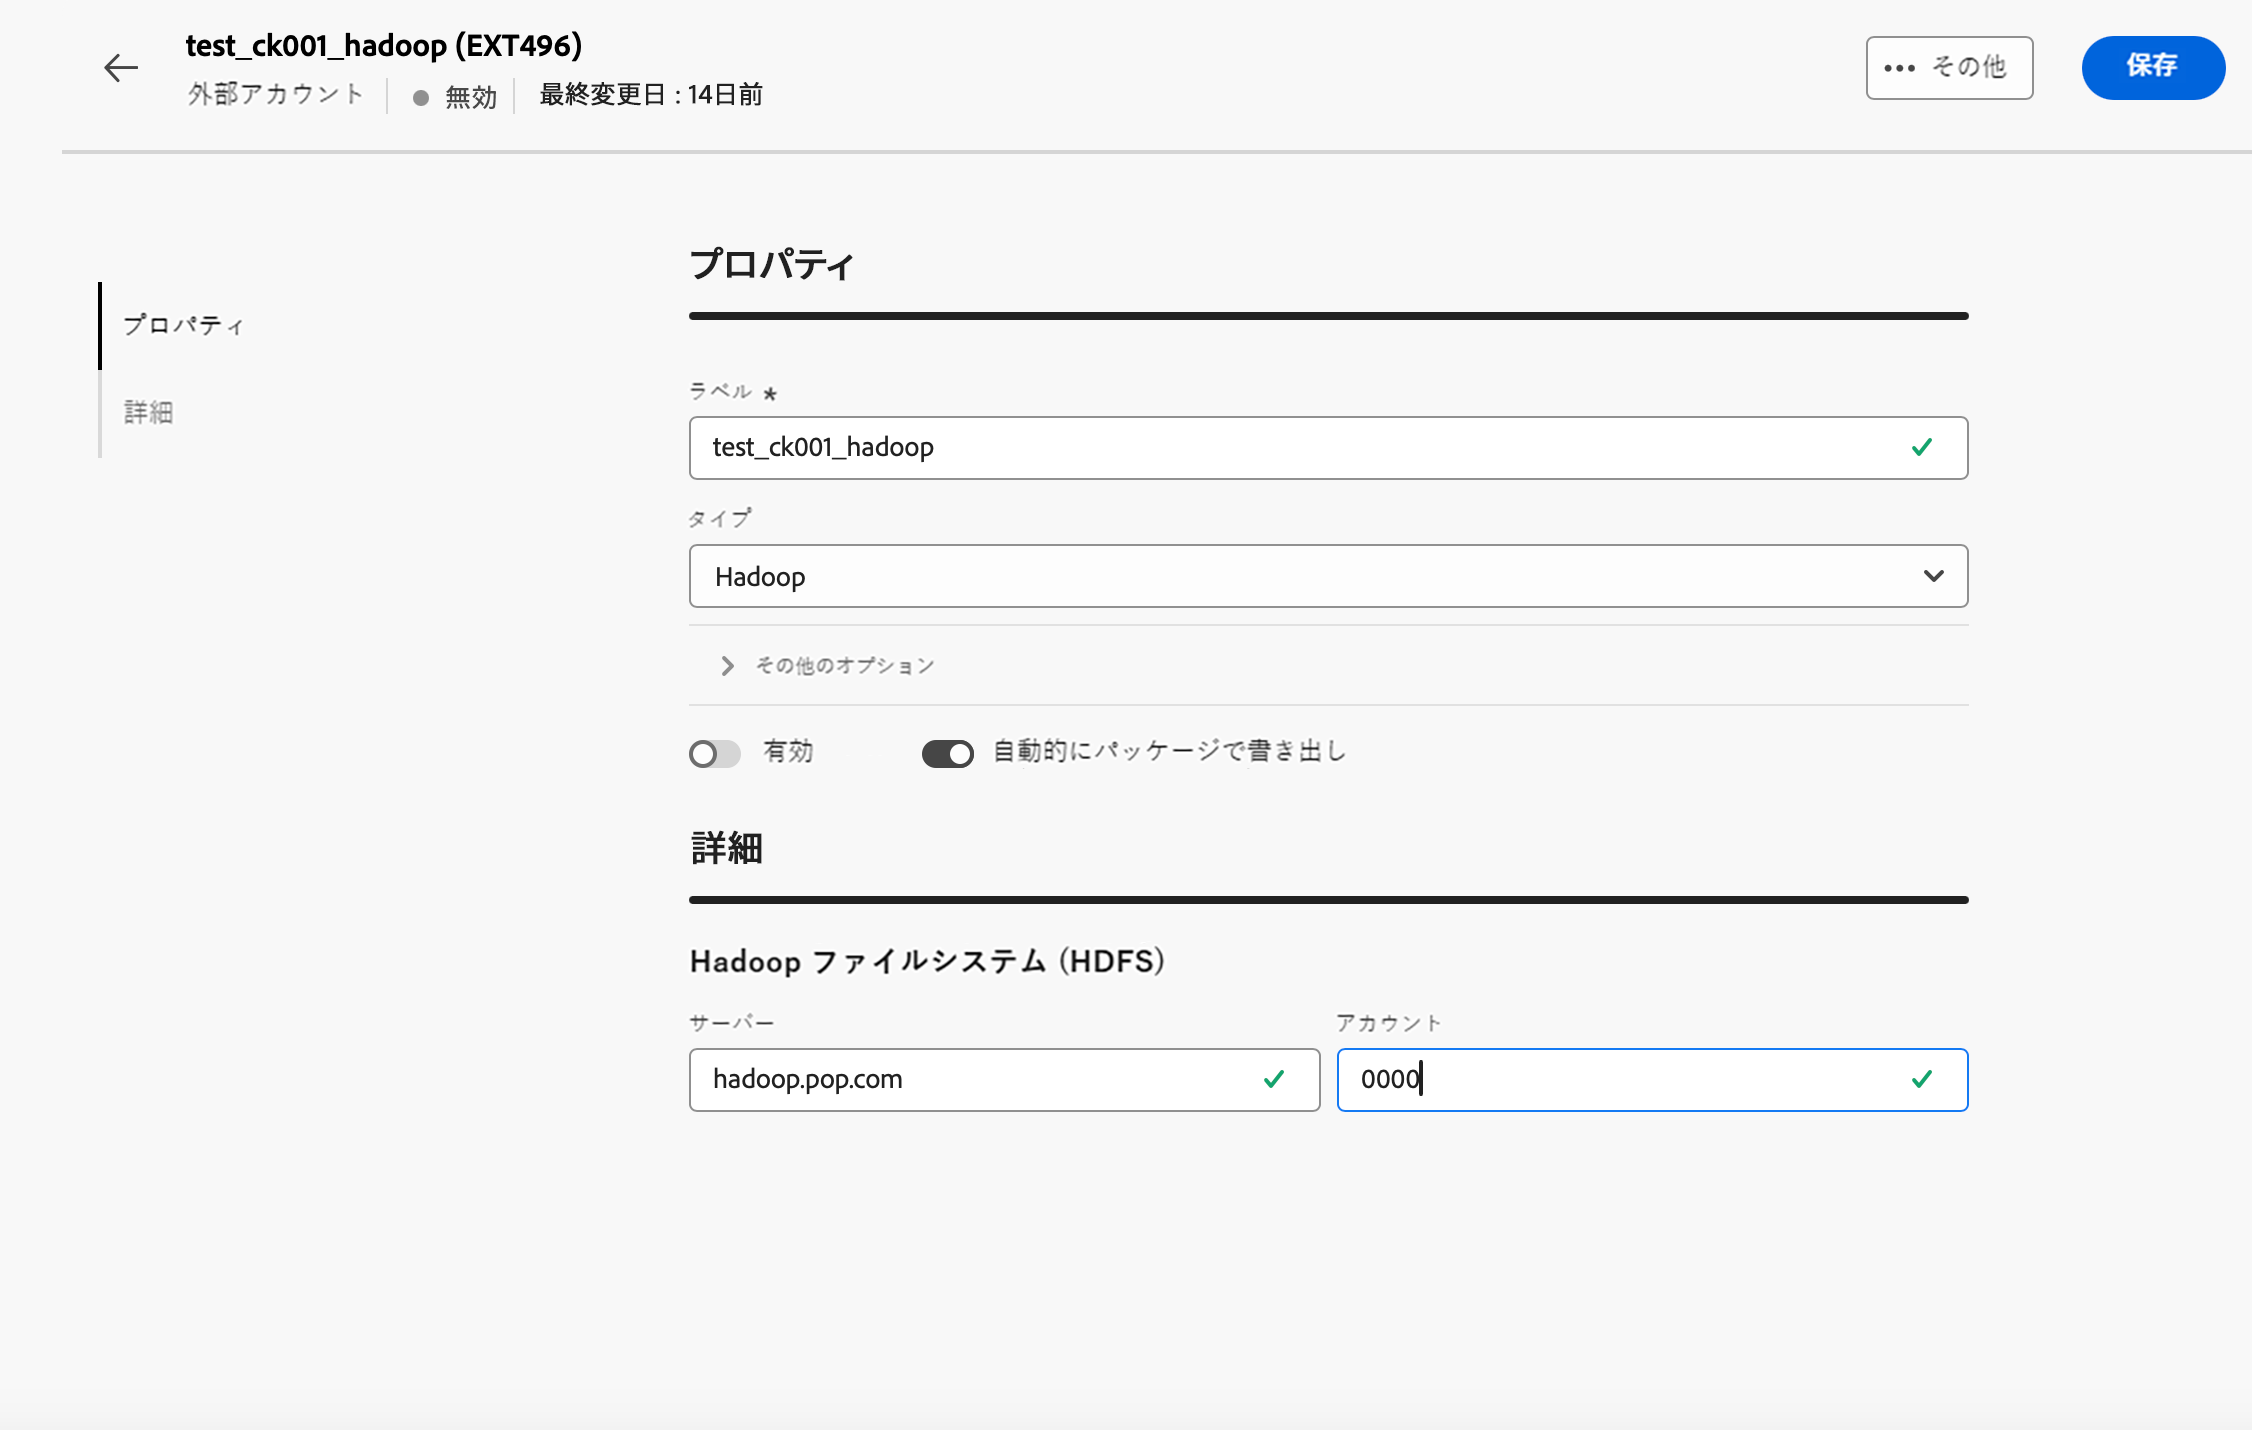 test_ck001_hadoop (EXT496)
外部アカウント 無効 最終変更日 : 14日前
••• その他
保存
プロパティ
詳細
プロパティ
ラベル *
test_ck001_hadoop
タイプ
Hadoop
その他のオプション
有効 自動的にパッケージで書き出し
詳細
Hadoop ファイルシステム (HDFS)
サーバー アカウント
hadoop.pop.com 0000